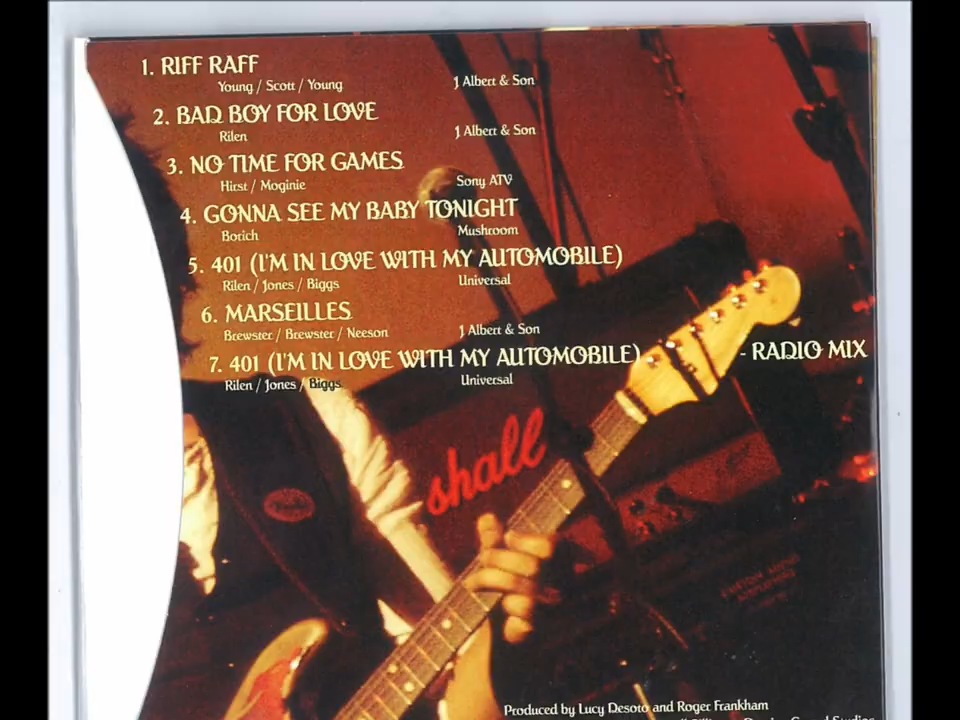 1. RIFF RAFF
Young / Scott / Young J Albert & Son
2. BAD BOY FOR LOVE
Rilen J Albert & Son
3. NO TIME FOR GAMES
Hirst / Moginie Sony ATV
4. GONNA SEE MY BABY TONIGHT
Borich Mushroom
5. 401 (I'M IN LOVE WITH MY AUTOMOBILE)
Rilen / Jones / Biggs Universal
6. MARSEILLES
Brewster / Brewster / Neeson J Albert & Son
7. 401 (I'M IN LOVE WITH MY AUTOMOBILE) - RADIO MIX
Rilen / Jones / Biggs Universal
shall
Produced by Lucy Desoto and Roger Frankham